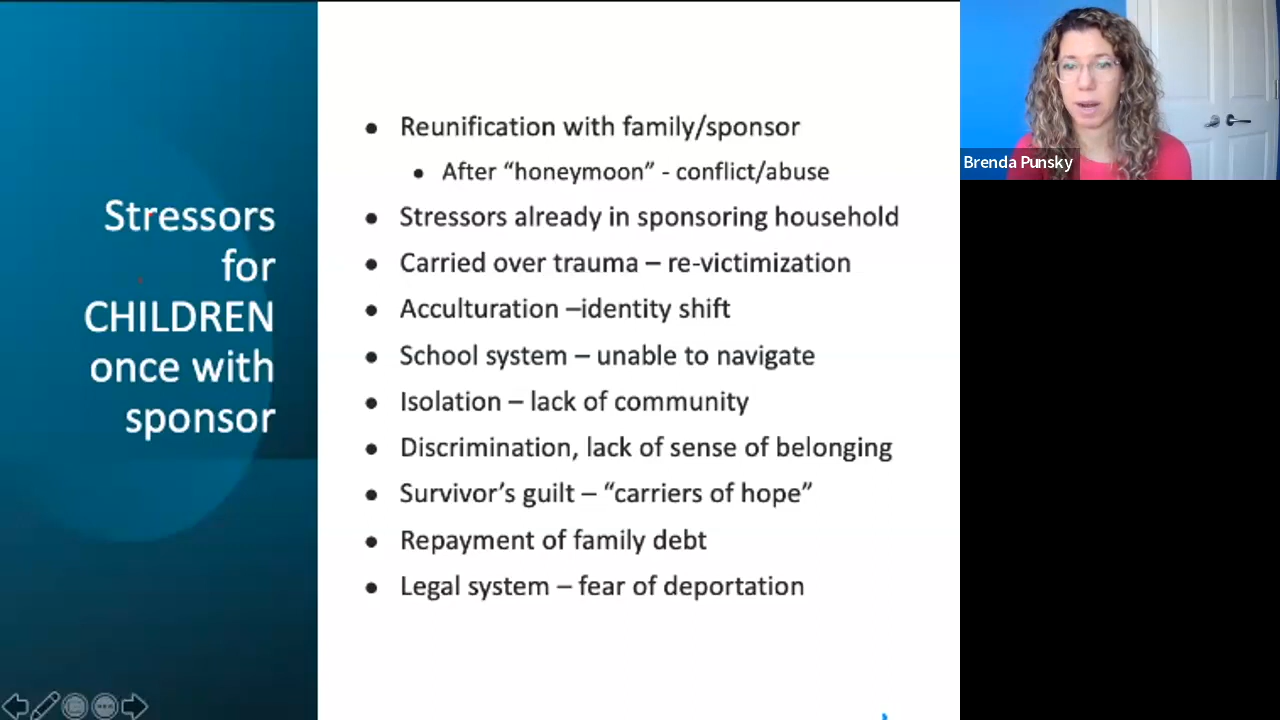 Stressors
for
CHILDREN
once with
sponsor
● Reunification with family/sponsor
● After “honeymoon” - conflict/abuse
● Stressors already in sponsoring household
● Carried over trauma – re-victimization
● Acculturation –identity shift
● School system – unable to navigate
● Isolation – lack of community
● Discrimination, lack of sense of belonging
● Survivor’s guilt – “carriers of hope”
● Repayment of family debt
● Legal system – fear of deportation
Brenda Punsky